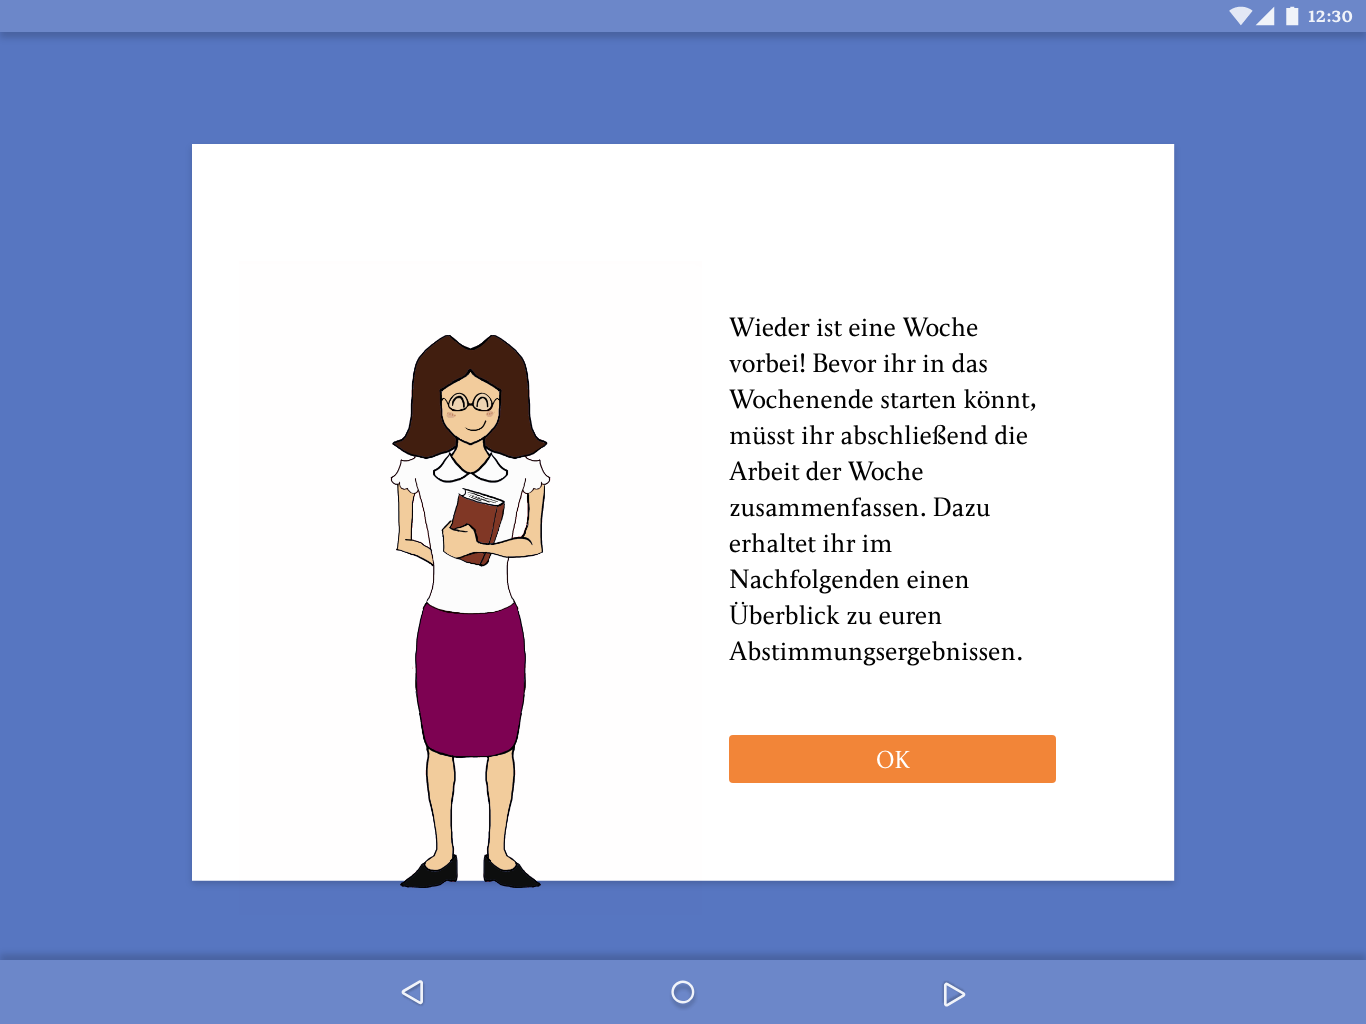 12:30
Wieder ist eine Woche
vorbei! Bevor ihr in das
Wochenende starten könnt,
müsst ihr abschließend die
Arbeit der Woche
zusammenfassen. Dazu
erhaltet ihr im
Nachfolgenden einen
Überblick zu euren
Abstimmungsergebnissen.
OK